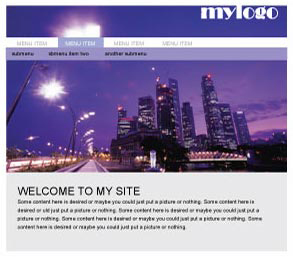 mylogo
MENU ITEM MENU ITEM MENU ITEM MENU ITEM
submenu submenu item two another submenu
WELCOME TO MY SITE
Some content here is desired or maybe you could just put a picture or nothing. Some content here is
desired or uld just put a picture or nothing. Some content here is desired or maybe you could just put a
picture or nothing. Some content here is desired or maybe you could just put a picture or nothing. Some
content here is desired or maybe you could just put a picture or nothing.